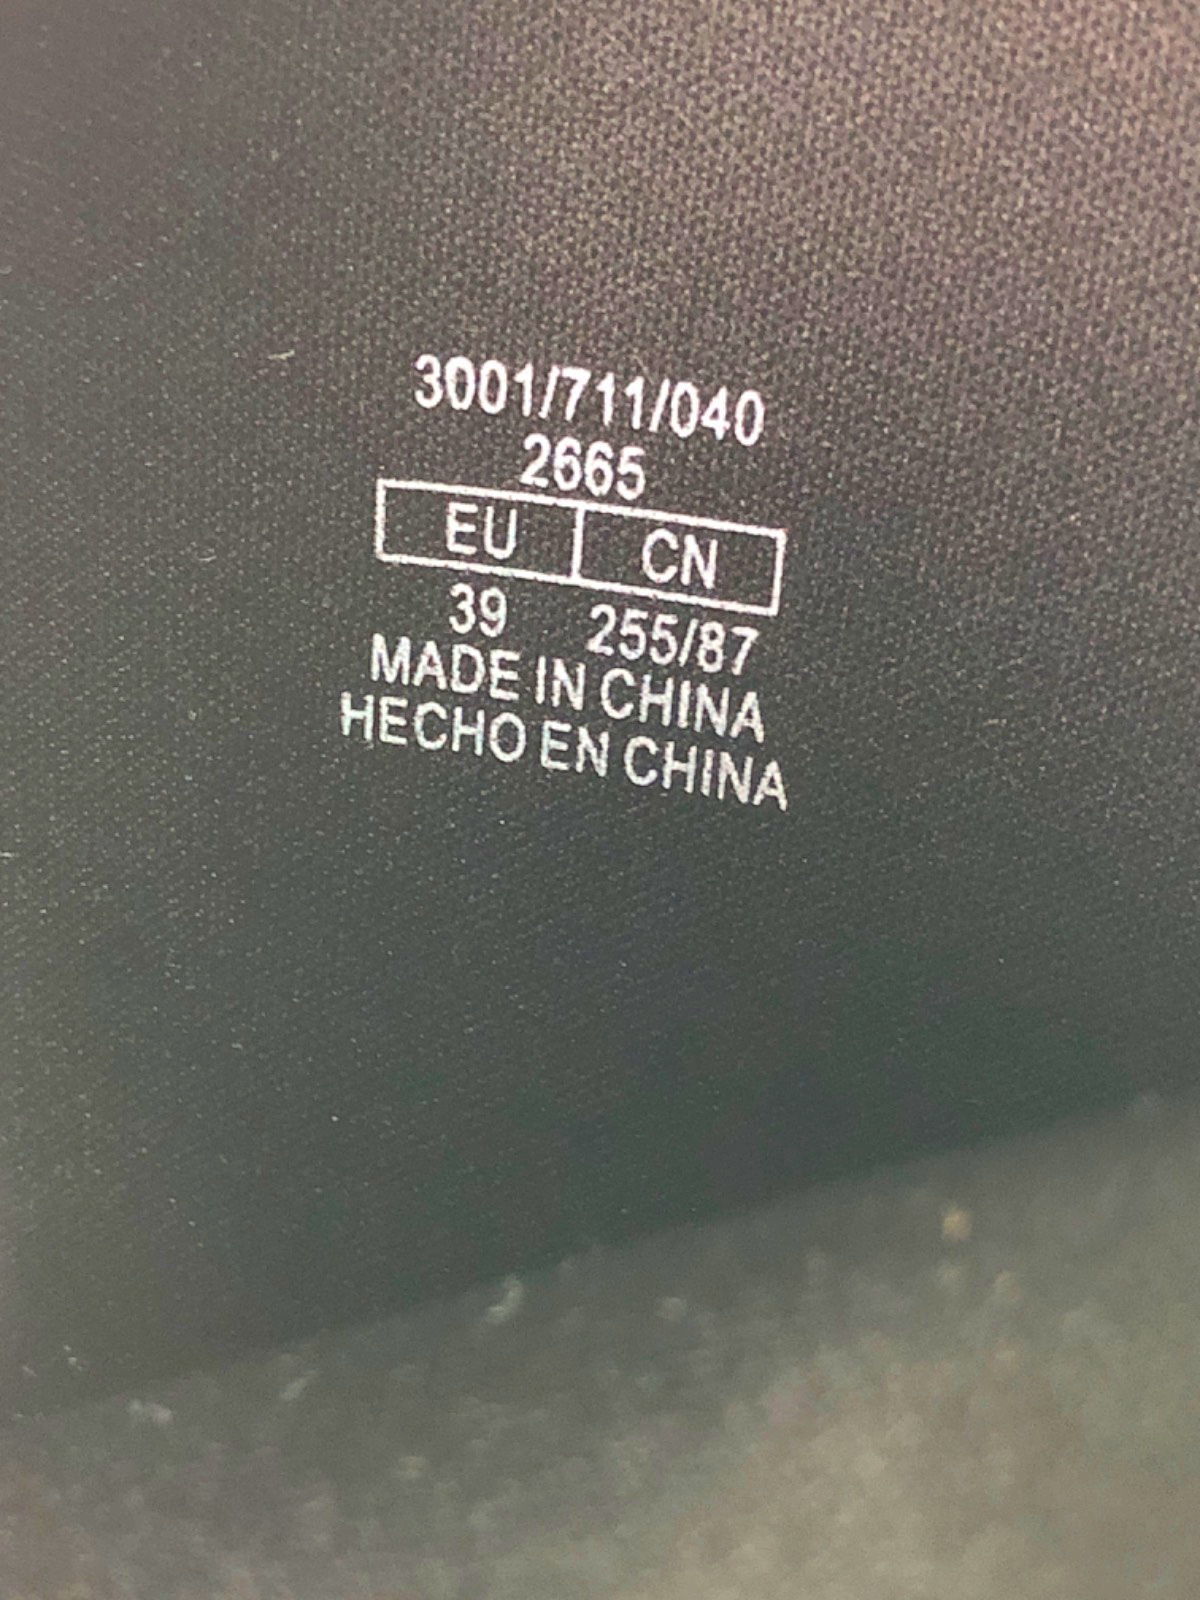 3001/711/040
2665
EU CN
39 255/87
MADE IN CHINA
HECHO EN CHINA